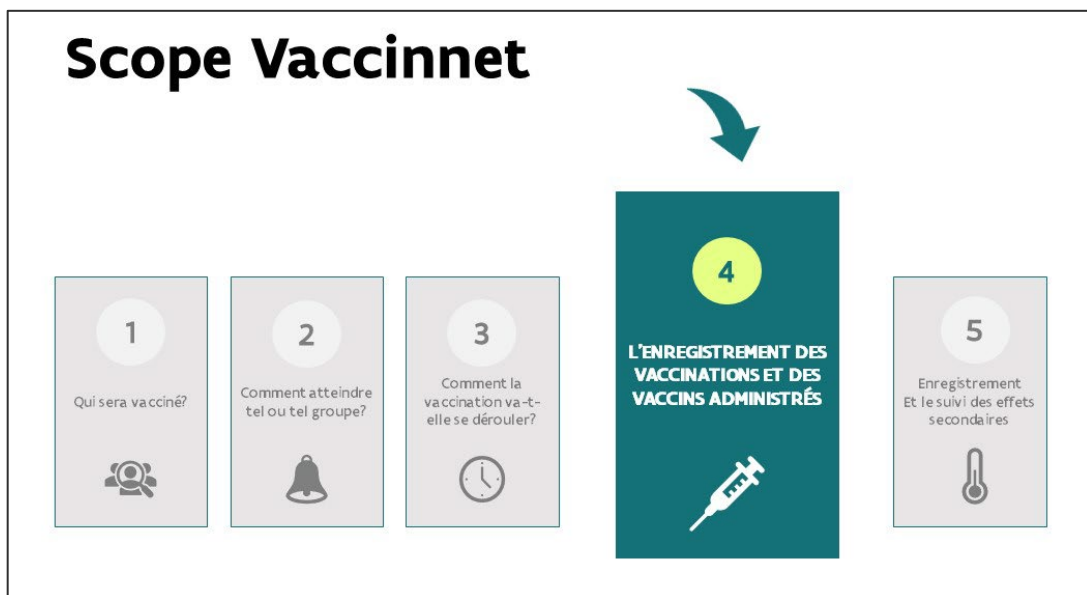 Scope Vaccinnet
1
Qui sera vacciné?
2
Comment atteindre
tel ou tel groupe?
3
Comment la
vaccination va-t-
elle se dérouler?
4
L'ENREGISTREMENT DES
VACCINATIONS ET DES
VACCINS ADMINISTRÉS
5
Enregistrement
Et le suivi des effets
secondaires